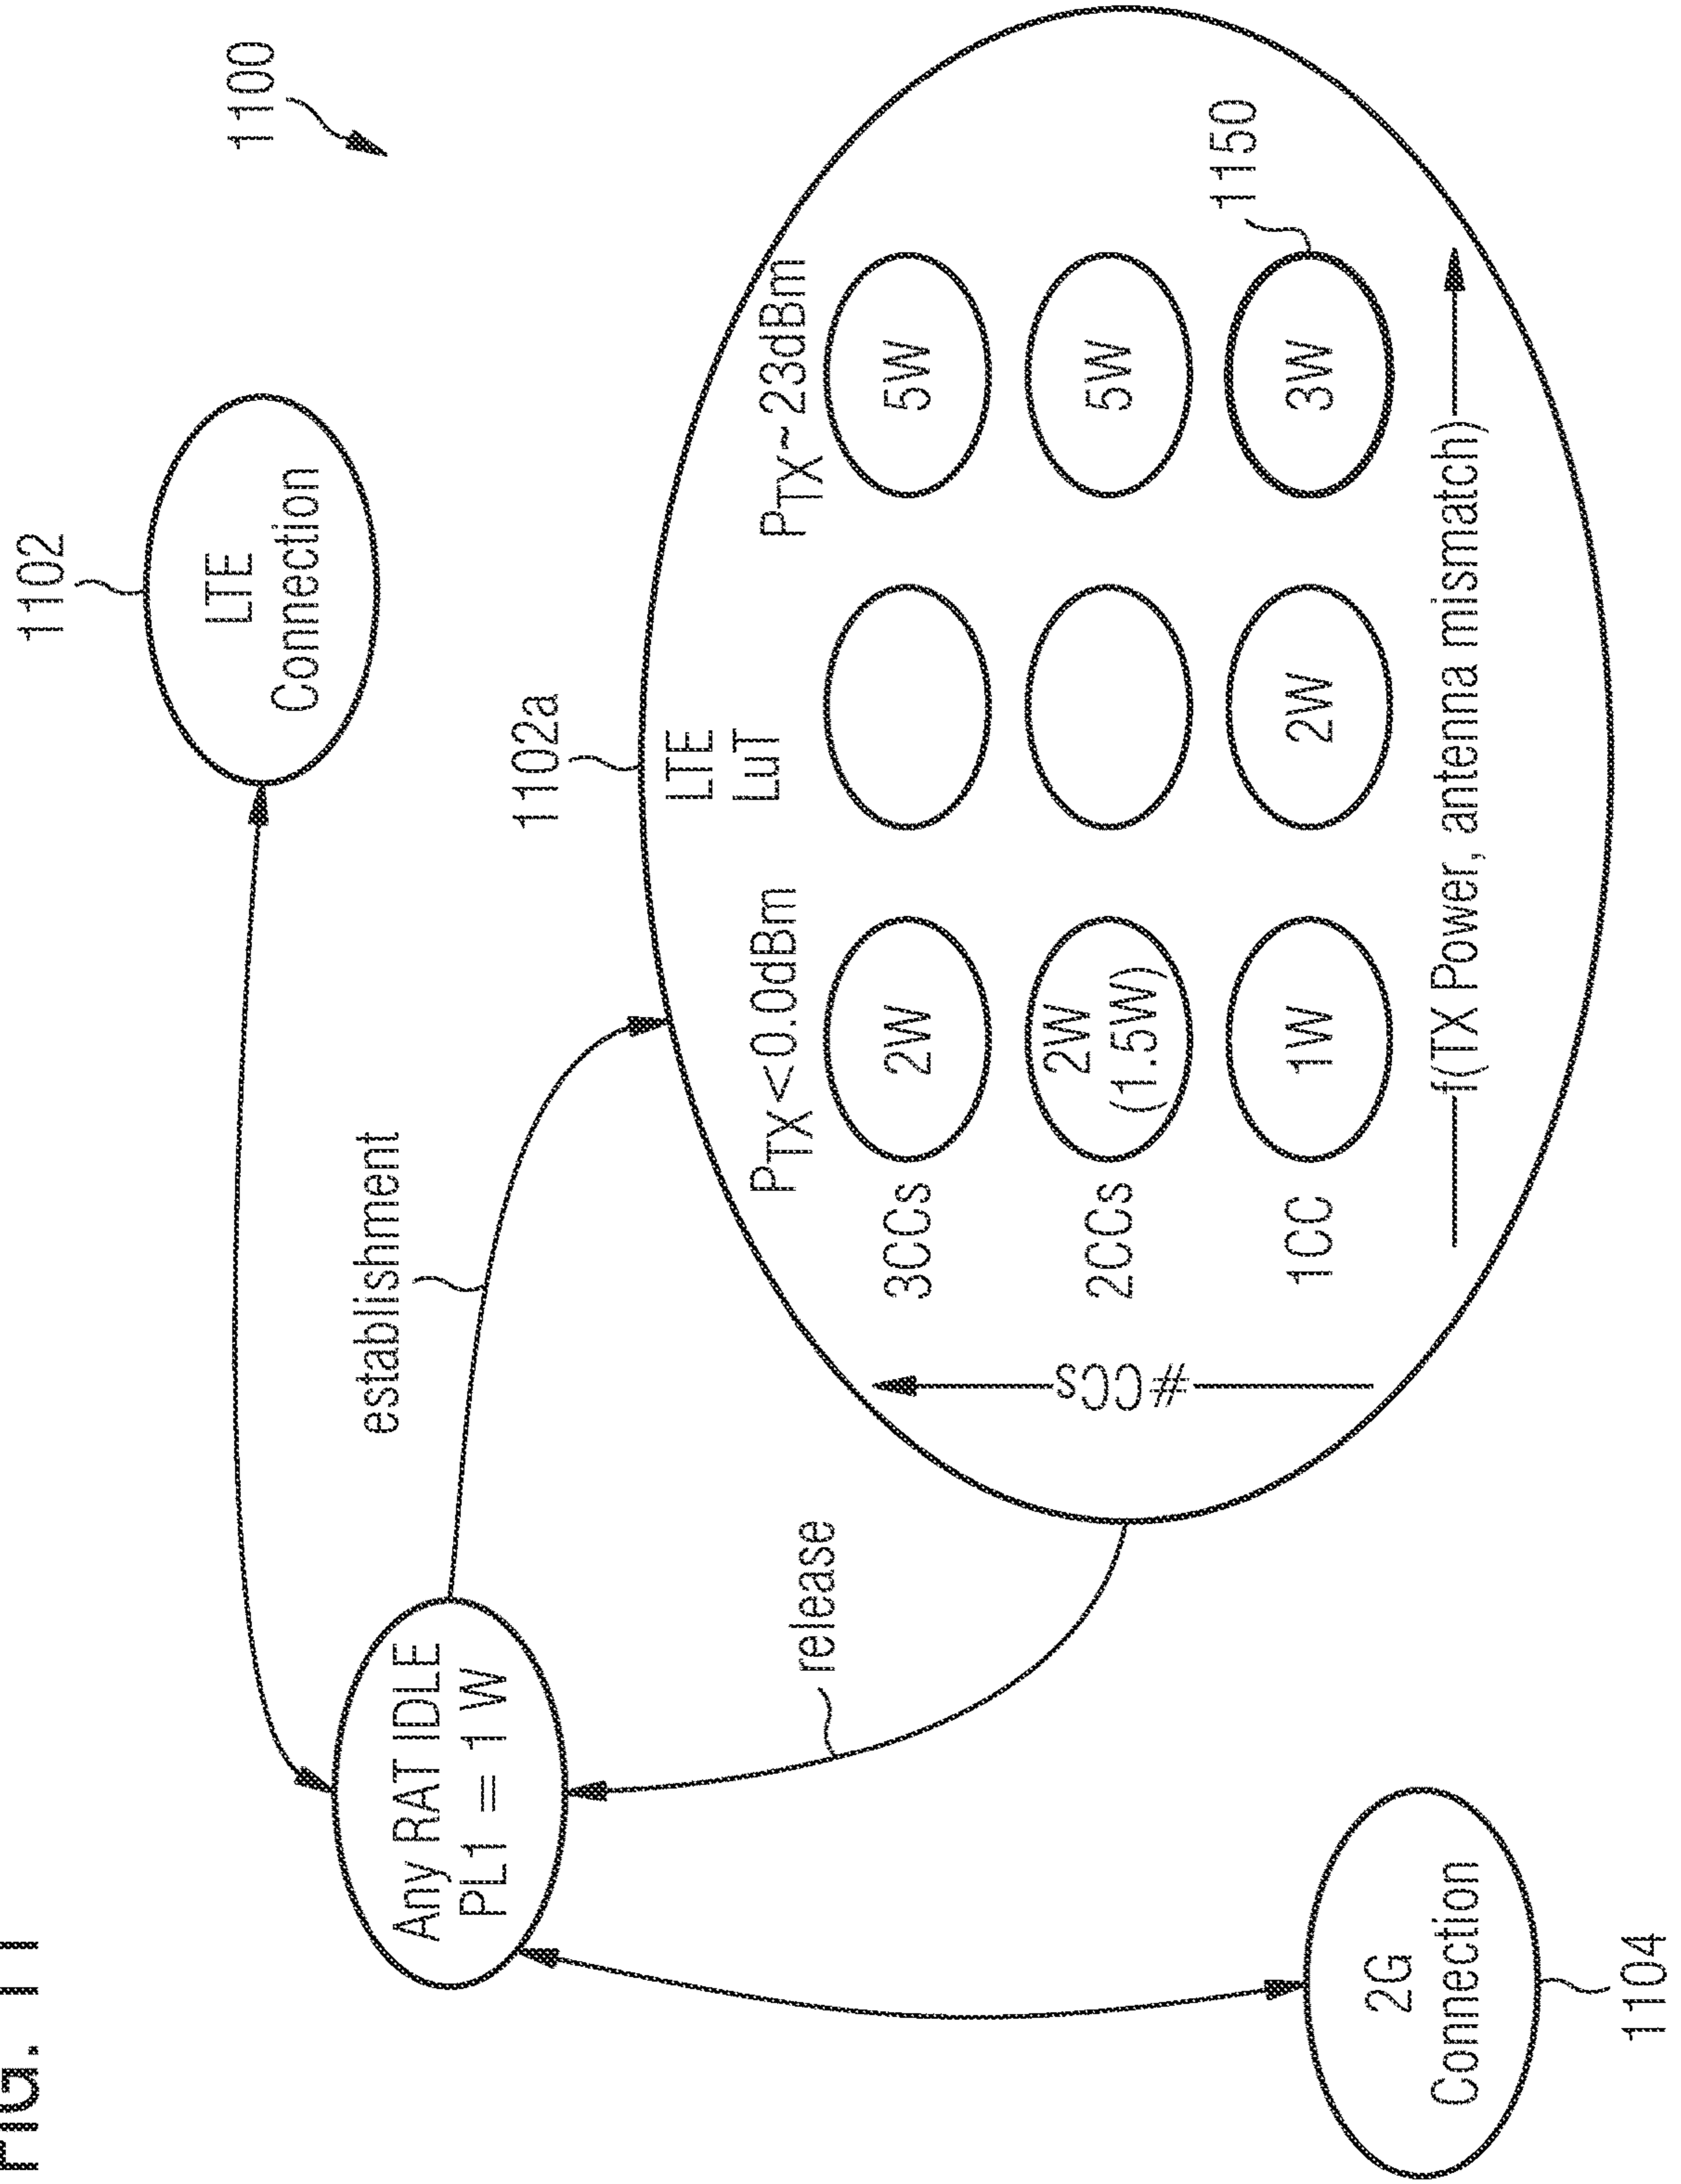 FIG. 11
1100
1102
LTE
Connection
Any RAT IDLE
PL1 = 1 W
establishment
release
2G
Connection
1104
1102a
LTE
LuT
PTX<0.0dBm
PTX~23dBm
3CCs
2W
5W
2CCs
2W
(1.5W)
5W
1CC
1W
2W
3W
1150
#CCs
f(TX Power, antenna mismatch)